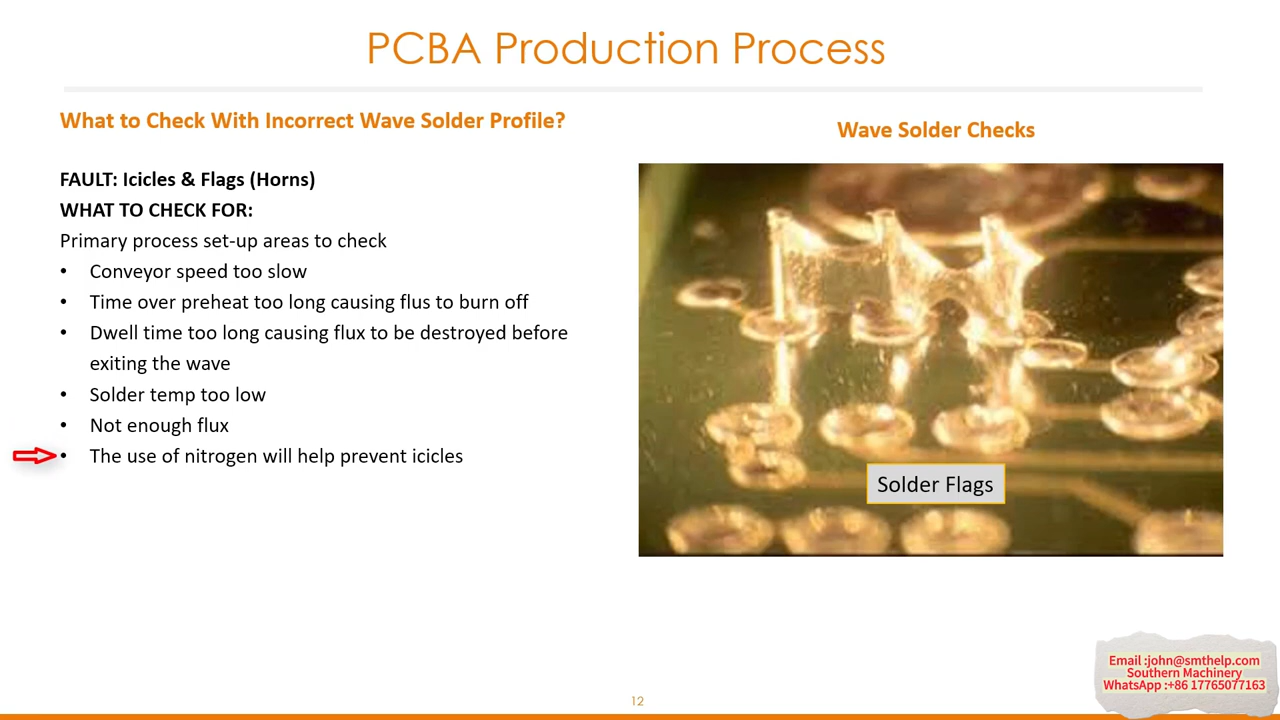 PCBA Production Process
What to Check With Incorrect Wave Solder Profile?
FAULT: Icicles & Flags (Horns)
WHAT TO CHECK FOR:
Primary process set-up areas to check
• Conveyor speed too slow
• Time over preheat too long causing flus to burn off
• Dwell time too long causing flux to be destroyed before
exiting the wave
• Solder temp too low
• Not enough flux
• The use of nitrogen will help prevent icicles
Wave Solder Checks
Solder Flags
Email :john@smthelp.com
Southern Machinery
WhatsApp :+86 17765077163
12